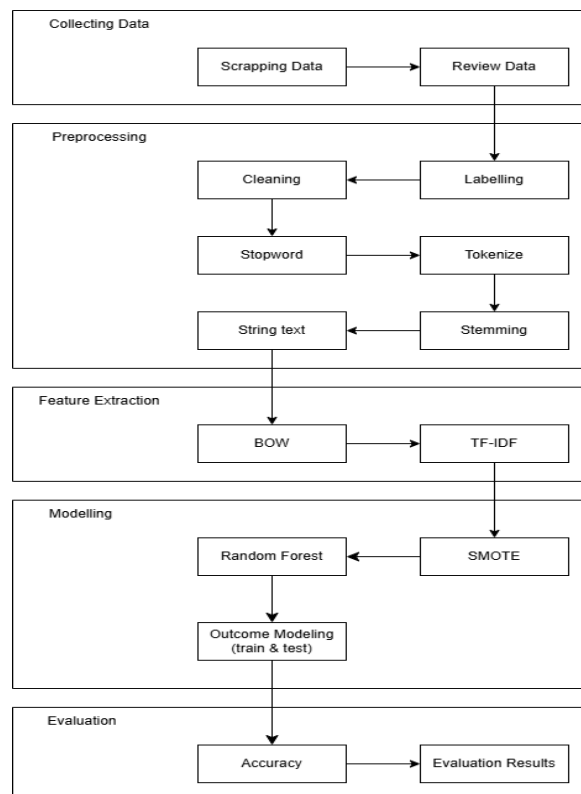 Collecting Data
Scrapping Data
Review Data
Preprocessing
Cleaning
Labelling
Stopword
Tokenize
String text
Stemming
Feature Extraction
BOW
TF-IDF
Modelling
Random Forest
SMOTE
Outcome Modeling
(train & test)
Evaluation
Accuracy
Evaluation Results